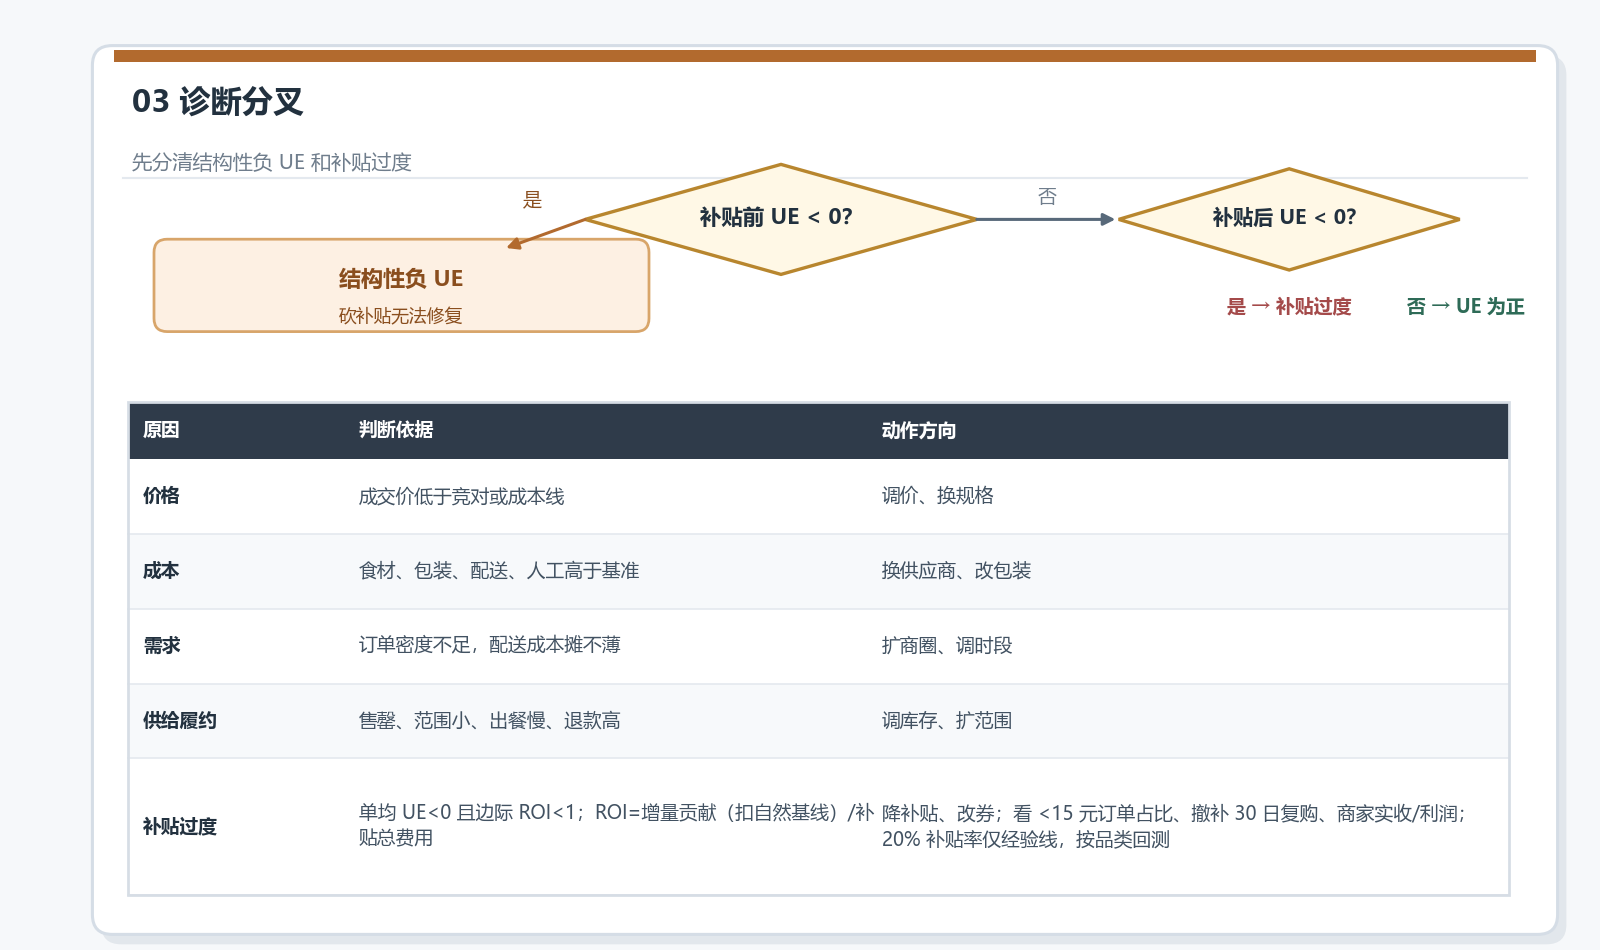 03 诊断分叉
先分清结构性负 UE 和补贴过度
是
补贴前 UE < 0?
否
补贴后 UE < 0?
结构性负 UE
砍补贴无法修复
是 → 补贴过度
否 → UE 为正
原因
判断依据
动作方向
价格
成交价低于竞对或成本线
调价、换规格
成本
食材、包装、配送、人工高于基准
换供应商、改包装
需求
订单密度不足，配送成本摊不薄
扩商圈、调时段
供给履约
售罄、范围小、出餐慢、退款高
调库存、扩范围
补贴过度
单均 UE<0 且边际 ROI<1；ROI=增量贡献（扣自然基线）/补
贴总费用
降补贴、改券；看 <15 元订单占比、撤补 30 日复购、商家实收/利润；
20% 补贴率仅经验线，按品类回测